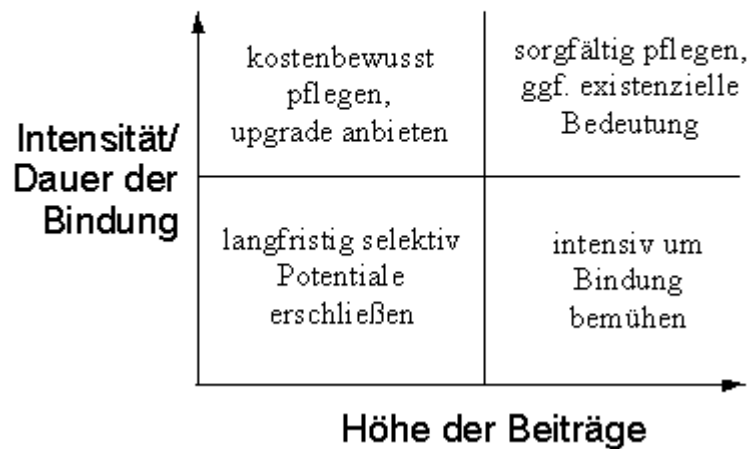 kostenbewusst
pflegen,
upgrade anbieten
sorgfältig pflegen,
ggf. existenzielle
Bedeutung
Intensität/
Dauer der
Bindung
langfristig selektiv
Potentiale
erschließen
intensiv um
Bindung
bemühen
Höhe der Beiträge